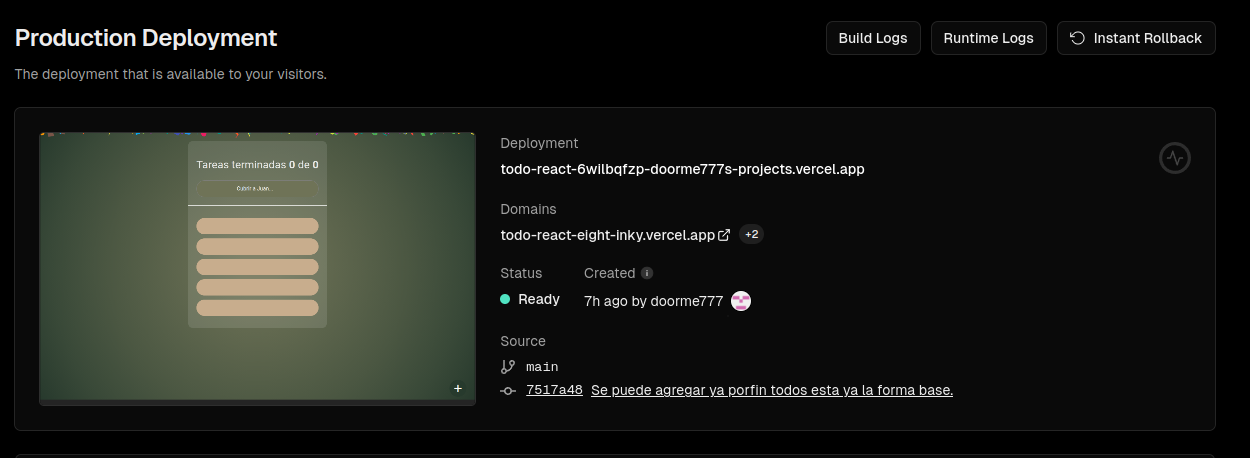 Production Deployment
Build Logs
Runtime Logs
Instant Rollback
The deployment that is available to your visitors.
Tareas terminadas 0 de 0
Cubrir a Juan...
+
Deployment
todo-react-6wilbqfzp-doorme777s-projects.vercel.app
Domains
todo-react-eight-inky.vercel.app
+2
Status
Created
Ready
7h ago by doorme777
Source
main
7517a48 Se puede agregar ya porfin todos esta ya la forma base.